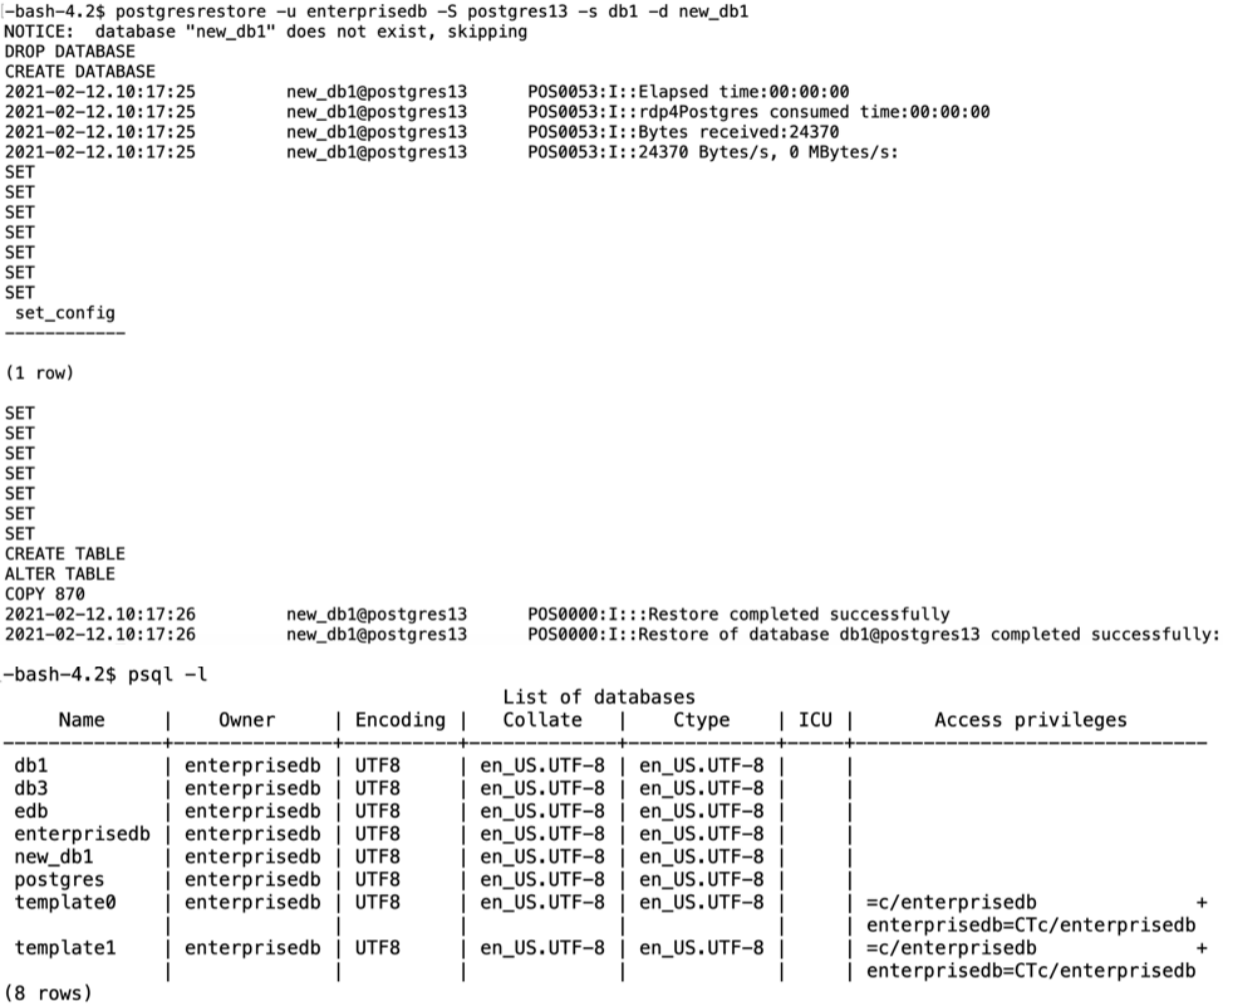 -bash-4.2$ postgresrestore -u enterprisedb -S postgres13 -s db1 -d new_db1
NOTICE:  database "new_db1" does not exist, skipping
DROP DATABASE
CREATE DATABASE
2021-02-12.10:17:25         new_db1@postgres13      POS0053:I::Elapsed time:00:00:00
2021-02-12.10:17:25         new_db1@postgres13      POS0053:I::rdp4Postgres consumed time:00:00:00
2021-02-12.10:17:25         new_db1@postgres13      POS0053:I::Bytes received:24370
2021-02-12.10:17:25         new_db1@postgres13      POS0053:I::24370 Bytes/s, 0 MBytes/s:
SET
SET
SET
SET
SET
SET
SET
 set_config
------------

(1 row)

SET
SET
SET
SET
SET
SET
SET
CREATE TABLE
ALTER TABLE
COPY 870
2021-02-12.10:17:26         new_db1@postgres13      POS0000:I:::Restore completed successfully
2021-02-12.10:17:26         new_db1@postgres13      POS0000:I::Restore of database db1@postgres13 completed successfully:

-bash-4.2$ psql -l
                                             List of databases
     Name     |    Owner     | Encoding |   Collate   |    Ctype    | ICU |       Access privileges
--------------+--------------+----------+-------------+-------------+-----+-------------------------------
 db1          | enterprisedb | UTF8     | en_US.UTF-8 | en_US.UTF-8 |     |
 db3          | enterprisedb | UTF8     | en_US.UTF-8 | en_US.UTF-8 |     |
 edb          | enterprisedb | UTF8     | en_US.UTF-8 | en_US.UTF-8 |     |
 enterprisedb | enterprisedb | UTF8     | en_US.UTF-8 | en_US.UTF-8 |     |
 new_db1      | enterprisedb | UTF8     | en_US.UTF-8 | en_US.UTF-8 |     |
 postgres     | enterprisedb | UTF8     | en_US.UTF-8 | en_US.UTF-8 |     |
 template0    | enterprisedb | UTF8     | en_US.UTF-8 | en_US.UTF-8 |     | =c/enterprisedb              +
              |              |          |             |             |     | enterprisedb=CTc/enterprisedb
 template1    | enterprisedb | UTF8     | en_US.UTF-8 | en_US.UTF-8 |     | =c/enterprisedb              +
              |              |          |             |             |     | enterprisedb=CTc/enterprisedb
(8 rows)